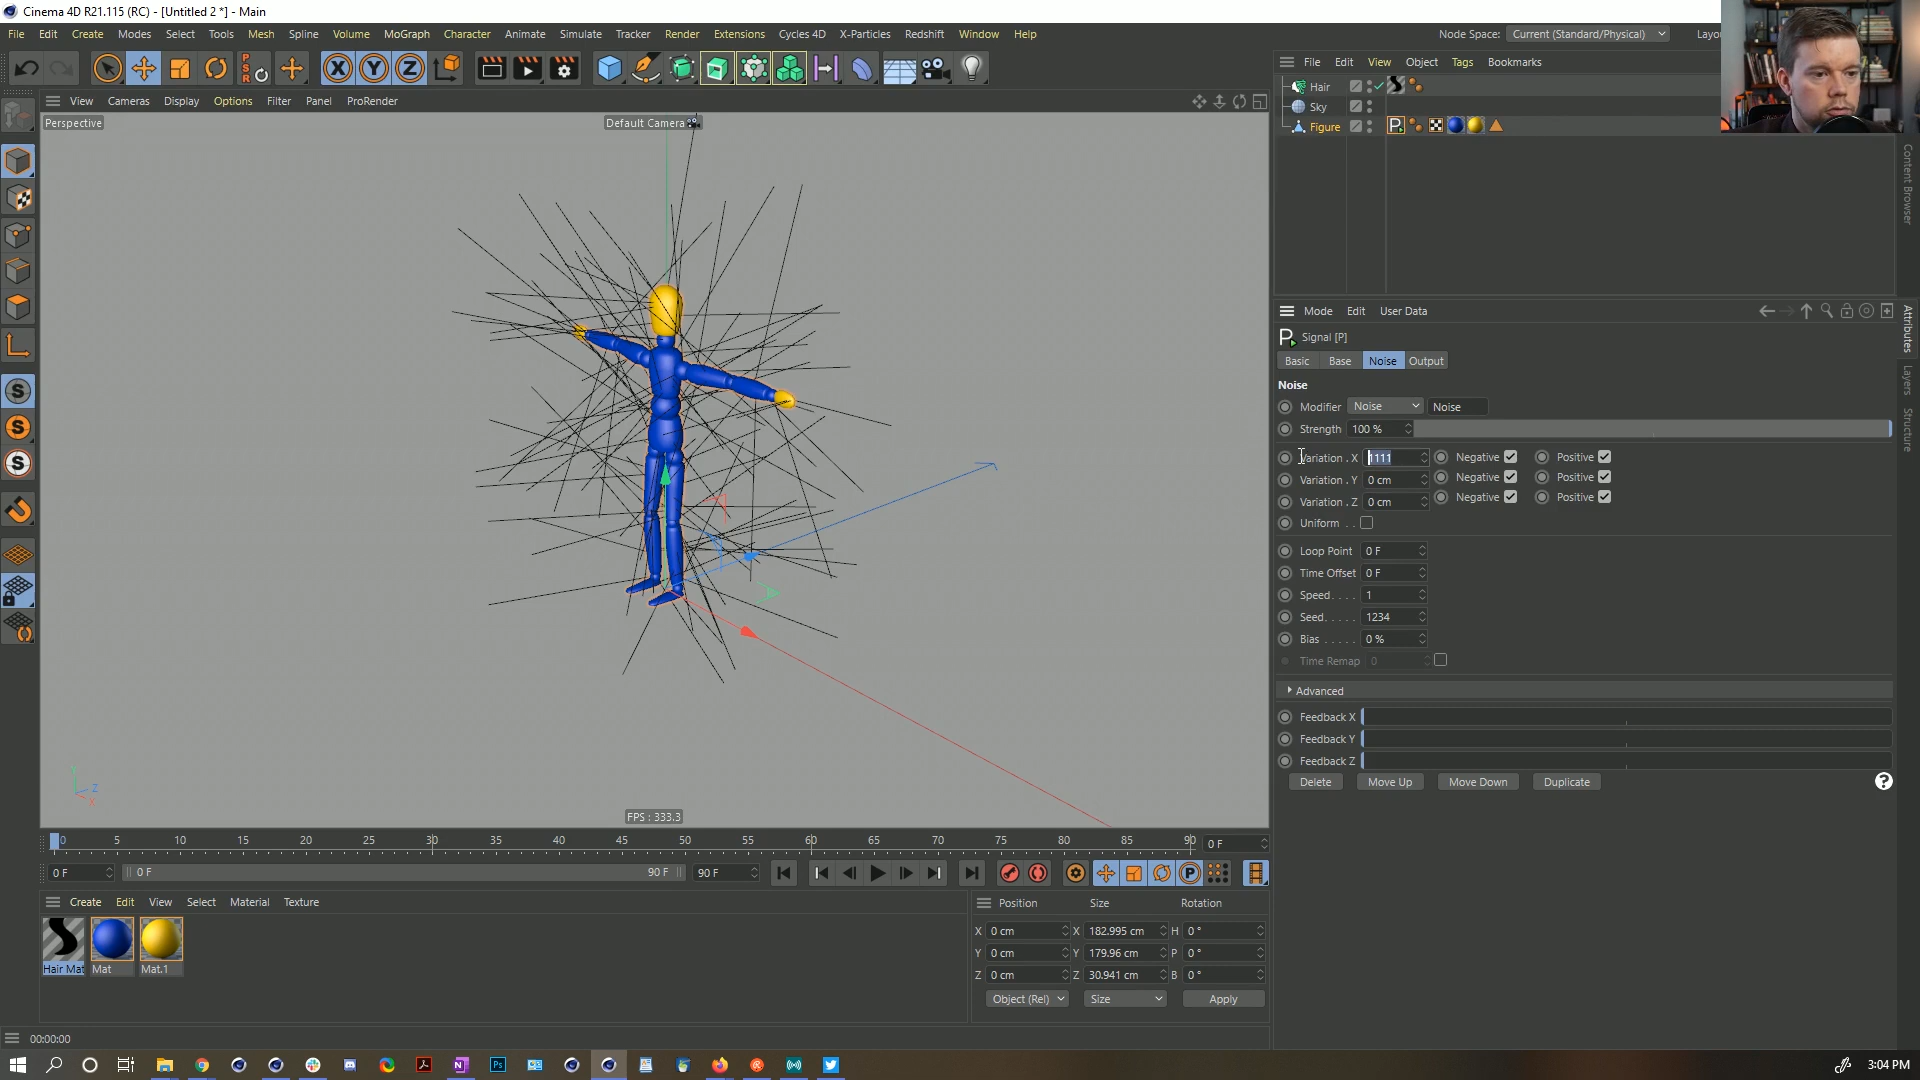 Cinema 4D R21.115 (RC) - [Untitled 2 *] - Main
File Edit Create Modes Select Tools Mesh Spline Volume MoGraph Character Animate Simulate Tracker Render Extensions Cycles 4D X-Particles Redshift Window Help
Node Space: Current (Standard/Physical)
View Cameras Display Options Filter Panel ProRender
Perspective
Default Camera
FPS : 333.3
File Edit View Object Tags Bookmarks
Hair
Sky
Figure
Content Browser
Attributes
Layers
Structure
Mode Edit User Data
Signal [P]
Basic Base Noise Output
Noise
Modifier Noise Noise
Strength 100 %
Variation . X 1111 Negative Positive
Variation . Y 0 cm Negative Positive
Variation . Z 0 cm Negative Positive
Uniform . .
Loop Point 0 F
Time Offset 0 F
Speed. . . . 1
Seed. . . . . 1234
Bias . . . . . 0 %
Time Remap 0
Advanced
Feedback X
Feedback Y
Feedback Z
Delete Move Up Move Down Duplicate
0 5 10 15 20 25 30 35 40 45 50 55 60 65 70 75 80 85 90 0 F
0 F 0 F 90 F 90 F
Create Edit View Select Material Texture
Hair Mat Mat Mat.1
Position Size Rotation
X 0 cm X 182.995 cm H 0 °
Y 0 cm Y 179.96 cm P 0 °
Z 0 cm Z 30.941 cm B 0 °
Object (Rel) Size Apply
00:00:00
3:04 PM